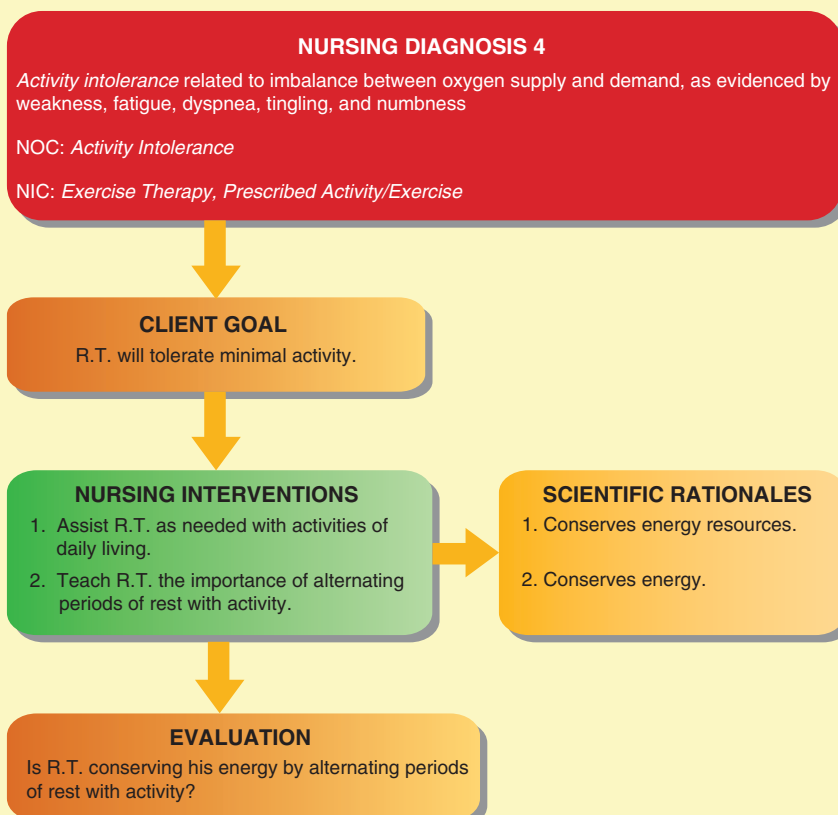 NURSING DIAGNOSIS 4
Activity intolerance related to imbalance between oxygen supply and demand, as evidenced by
weakness, fatigue, dyspnea, tingling, and numbness
NOC: Activity Intolerance
NIC: Exercise Therapy, Prescribed Activity/Exercise
CLIENT GOAL
R.T. will tolerate minimal activity.
NURSING INTERVENTIONS
1. Assist R.T. as needed with activities of
daily living.
2. Teach R.T. the importance of alternating
periods of rest with activity.
SCIENTIFIC RATIONALES
1. Conserves energy resources.
2. Conserves energy.
EVALUATION
Is R.T. conserving his energy by alternating periods
of rest with activity?